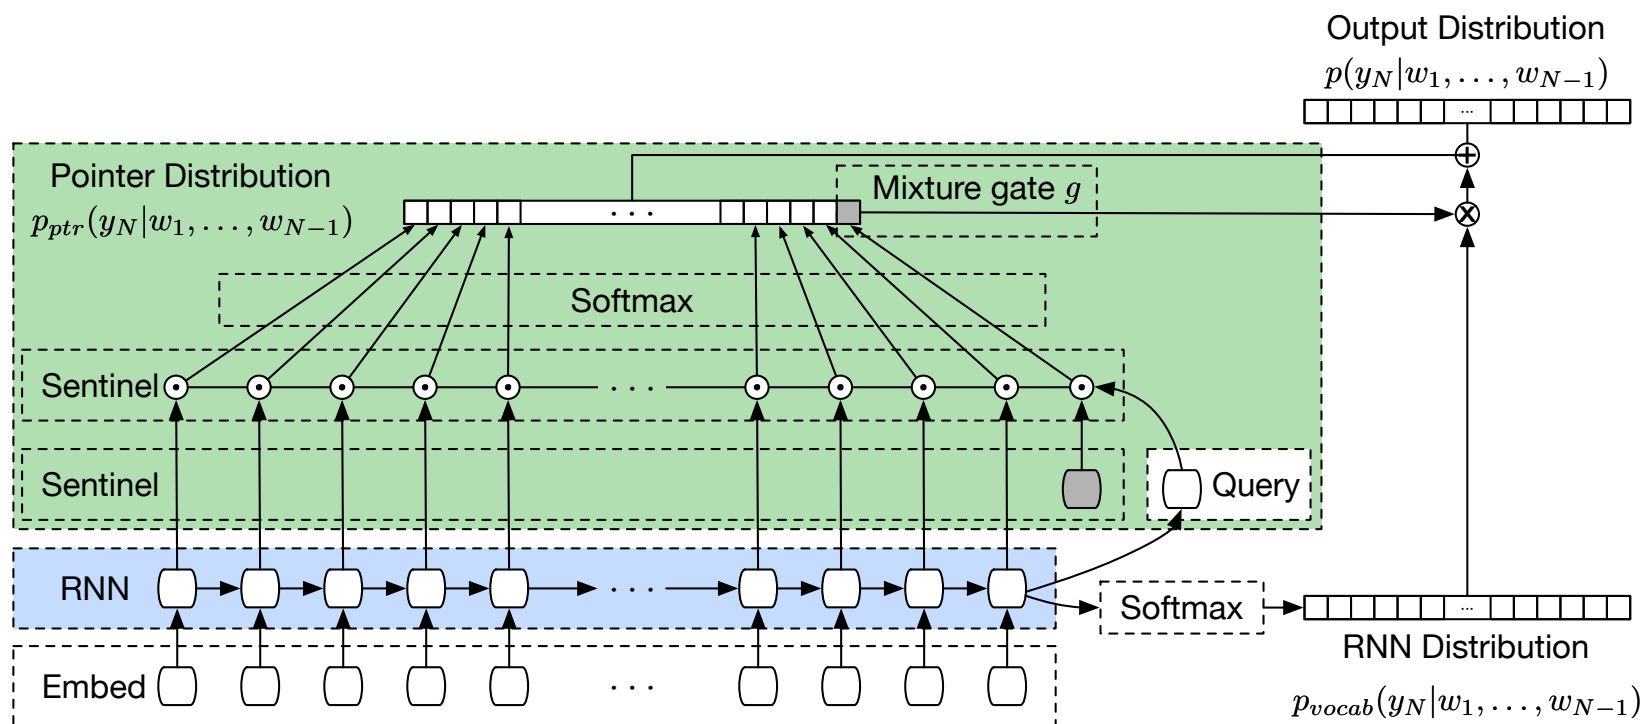 Output Distribution
p(y_N|w_1, . . . , w_{N−1})
...
Pointer Distribution
p_{ptr}(y_N|w_1, . . . , w_{N−1})
Mixture gate g
. . .
Softmax
Sentinel
. . .
Sentinel
Query
RNN
. . .
Softmax
...
RNN Distribution
p_{vocab}(y_N|w_1, . . . , w_{N−1})
Embed
. . .